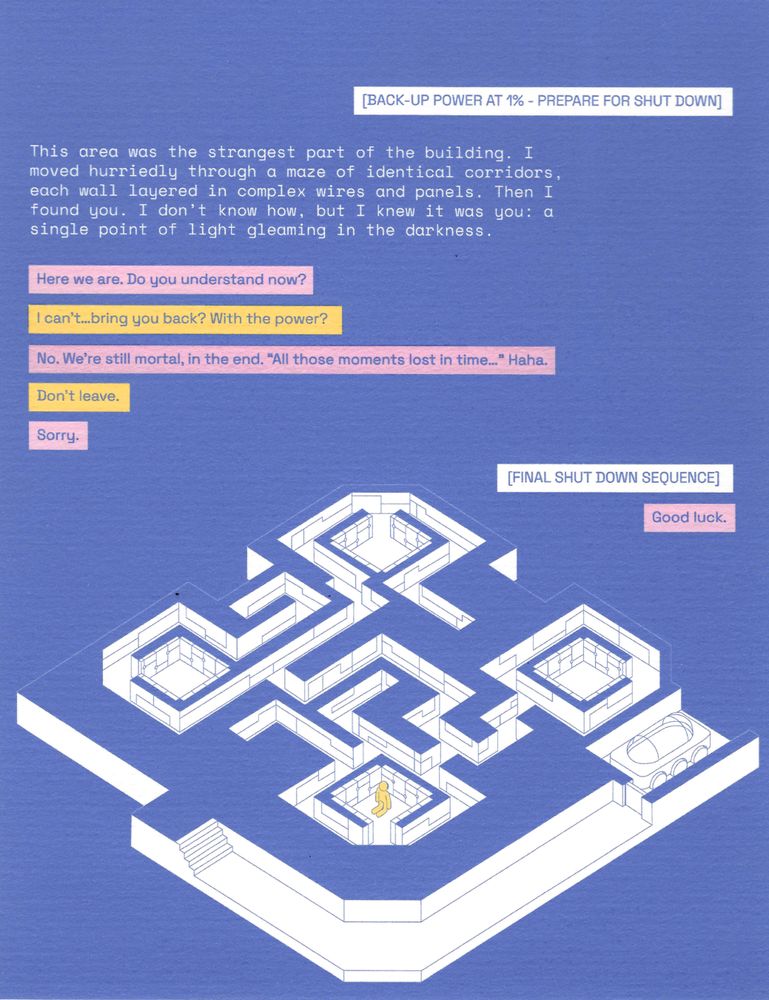 [BACK-UP POWER AT 1% - PREPARE FOR SHUT DOWN]
This area was the strangest part of the building. I
moved hurriedly through a maze of identical corridors,
each wall layered in complex wires and panels. Then I
found you. I don't know how, but I knew it was you: a
single point of light gleaming in the darkness.
Here we are. Do you understand now?
I can't...bring you back? With the power?
No. We're still mortal, in the end. "All those moments lost in time..." Haha.
Don't leave.
Sorry.
[FINAL SHUT DOWN SEQUENCE]
Good luck.